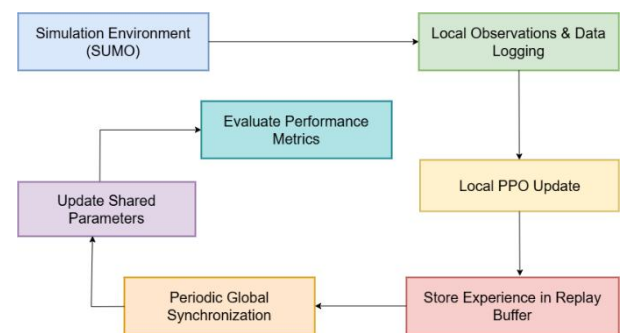 Simulation Environment
(SUMO)
Local Observations & Data
Logging
Evaluate Performance
Metrics
Local PPO Update
Update Shared
Parameters
Periodic Global
Synchronization
Store Experience in Replay
Buffer